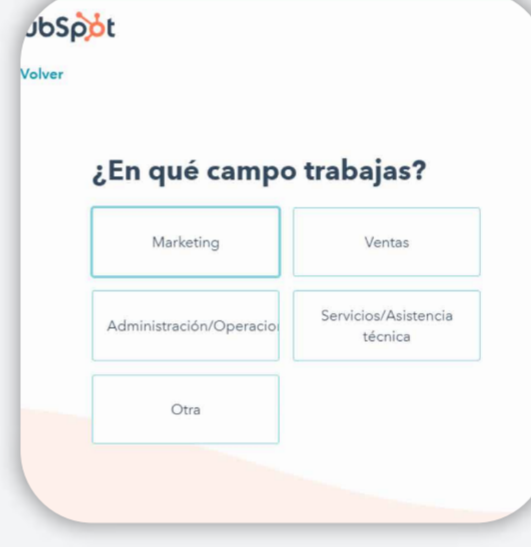 ubSpot
Volver
¿En qué campo trabajas?
Marketing
Ventas
Administración/Operacio
Servicios/Asistencia
técnica
Otra